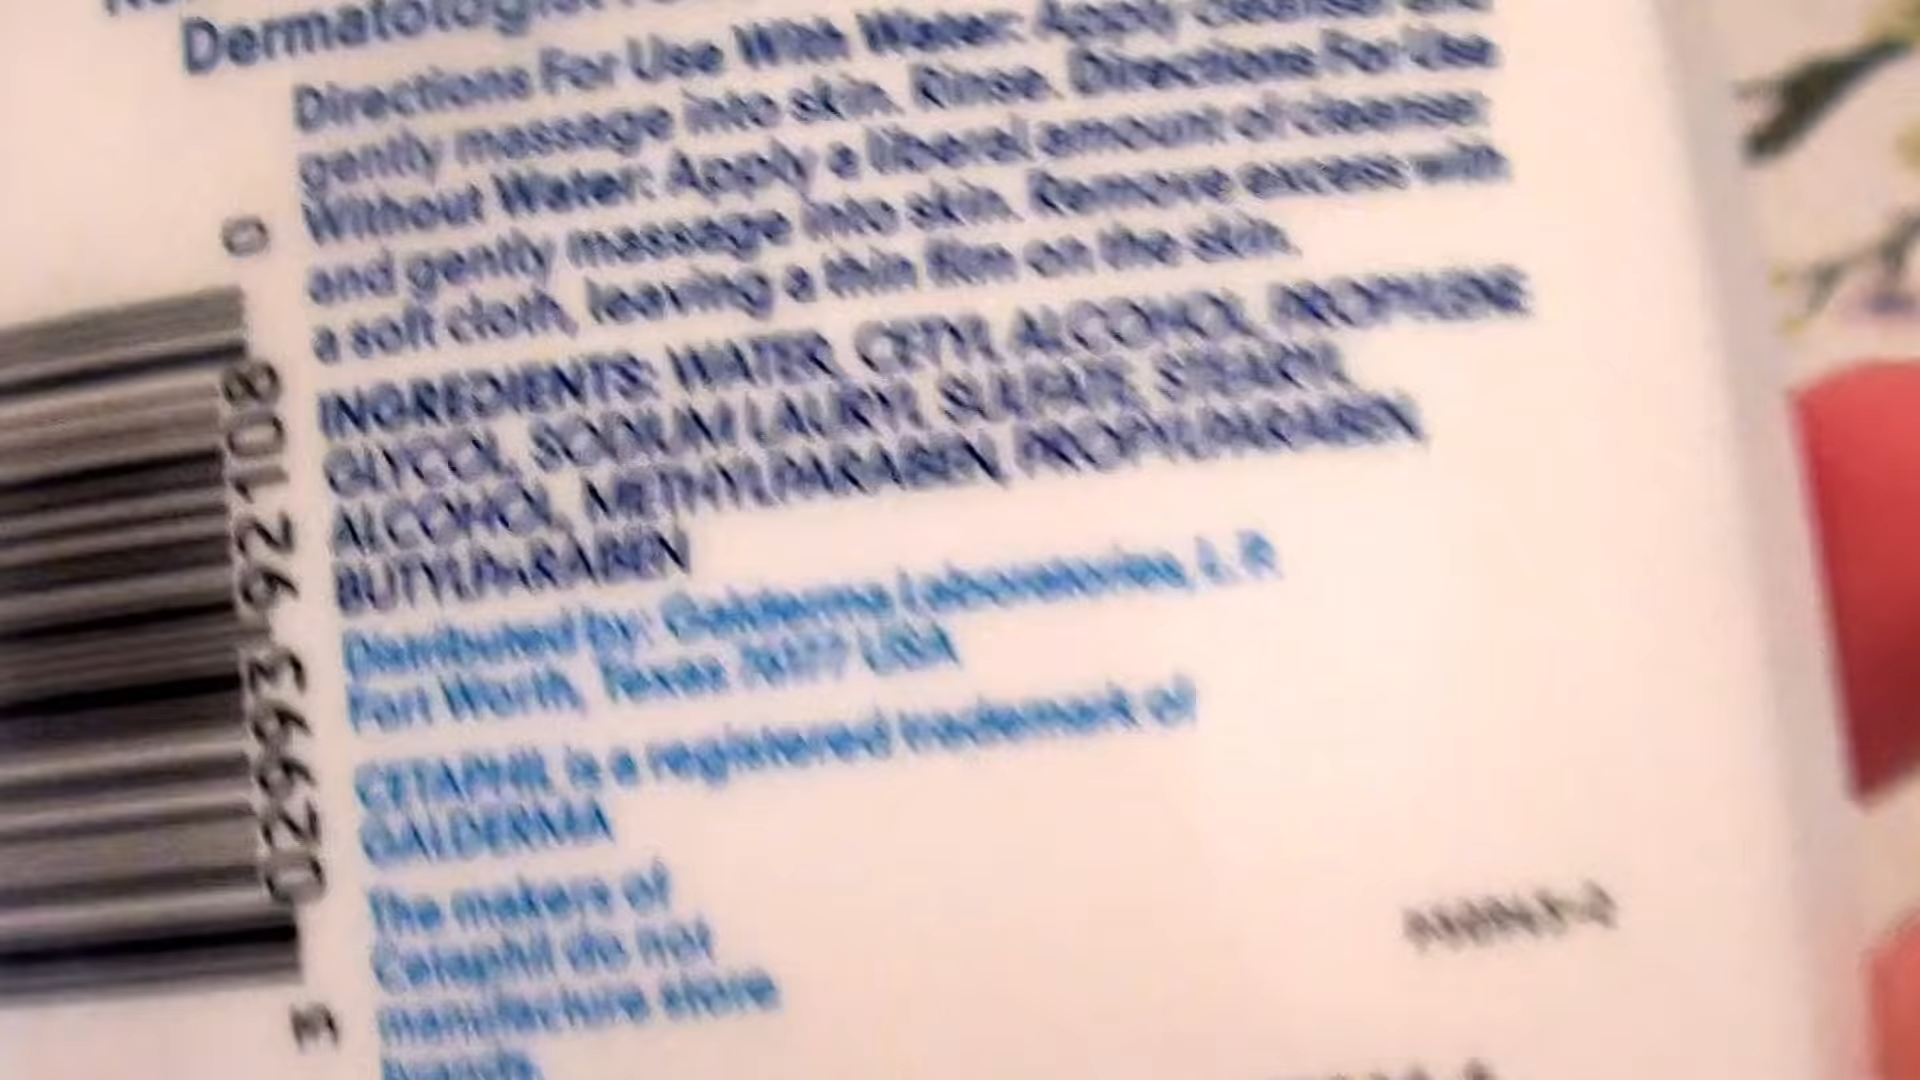 Dermatologist
Directions For Use With Water: Apply cleanser and
gently massage into skin. Rinse. Directions For Use
Without Water: Apply a liberal amount of cleanser
and gently massage into skin. Remove excess with
a soft cloth, leaving a thin film on the skin.
INGREDIENTS: WATER, CETYL ALCOHOL, PROPYLENE
GLYCOL, SODIUM LAURYL SULFATE, STEARYL
ALCOHOL, METHYLPARABEN, PROPYLPARABEN,
BUTYLPARABEN
Distributed by: Galderma Laboratories, L.P.
Fort Worth, Texas 76177 USA
CETAPHIL is a registered trademark of
GALDERMA
The makers of
Cetaphil do not
manufacture store
brands.
3 02993 92108 0